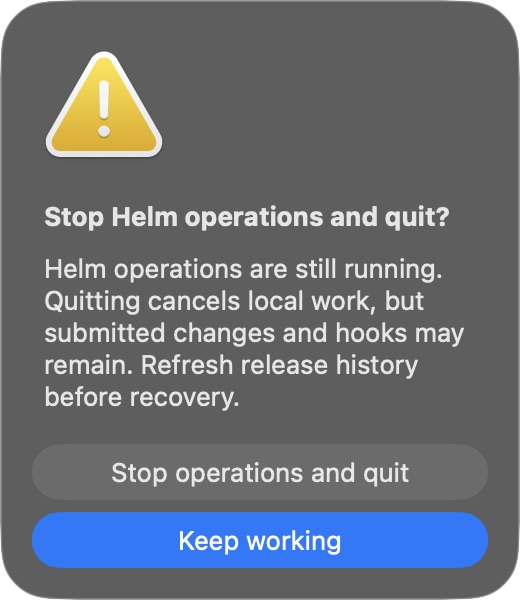 Stop Helm operations and quit?
Helm operations are still running.
Quitting cancels local work, but
submitted changes and hooks may
remain. Refresh release history
before recovery.
Stop operations and quit
Keep working